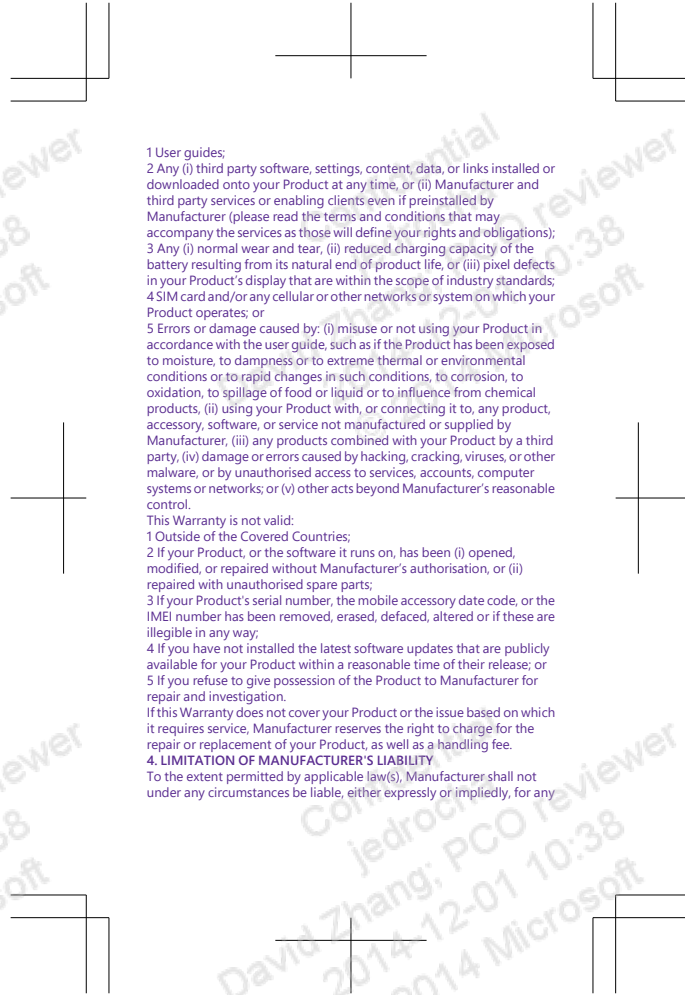 1 User guides;
2 Any (i) third party software, settings, content, data, or links installed or
downloaded onto your Product at any time, or (ii) Manufacturer and
third party services or enabling clients even if preinstalled by
Manufacturer (please read the terms and conditions that may
accompany the services as those will define your rights and obligations);
3 Any (i) normal wear and tear, (ii) reduced charging capacity of the
battery resulting from its natural end of product life, or (iii) pixel defects
in your Product's display that are within the scope of industry standards;
4 SIM card and/or any cellular or other networks or system on which your
Product operates; or
5 Errors or damage caused by: (i) misuse or not using your Product in
accordance with the user guide, such as if the Product has been exposed
to moisture, to dampness or to extreme thermal or environmental
conditions or to rapid changes in such conditions, to corrosion, to
oxidation, to spillage of food or liquid or to influence from chemical
products, (ii) using your Product with, or connecting it to, any product,
accessory, software, or service not manufactured or supplied by
Manufacturer, (iii) any products combined with your Product by a third
party, (iv) damage or errors caused by hacking, cracking, viruses, or other
malware, or by unauthorised access to services, accounts, computer
systems or networks; or (v) other acts beyond Manufacturer's reasonable
control.
This Warranty is not valid:
1 Outside of the Covered Countries;
2 If your Product, or the software it runs on, has been (i) opened,
modified, or repaired without Manufacturer's authorisation, or (ii)
repaired with unauthorised spare parts;
3 If your Product's serial number, the mobile accessory date code, or the
IMEI number has been removed, erased, defaced, altered or if these are
illegible in any way;
4 If you have not installed the latest software updates that are publicly
available for your Product within a reasonable time of their release; or
5 If you refuse to give possession of the Product to Manufacturer for
repair and investigation.
If this Warranty does not cover your Product or the issue based on which
it requires service, Manufacturer reserves the right to charge for the
repair or replacement of your Product, as well as a handling fee.
4. LIMITATION OF MANUFACTURER'S LIABILITY
To the extent permitted by applicable law(s), Manufacturer shall not
under any circumstances be liable, either expressly or impliedly, for any
Confidential
jedrocha
David Zhang; PCO reviewer
2014-12-01 10:38
© 2014 Microsoft
Confidential
jedrocha
David Zhang; PCO reviewer
2014-12-01 10:38
2014 Microsoft
ewer
38
soft
ewer
8
soft